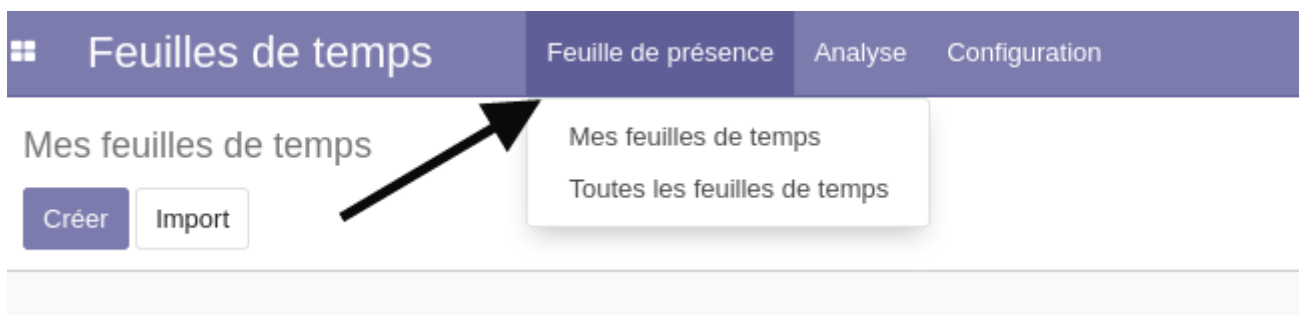 Feuilles de temps Feuille de présence Analyse Configuration
Mes feuilles de temps
Mes feuilles de temps
Toutes les feuilles de temps
Créer Import